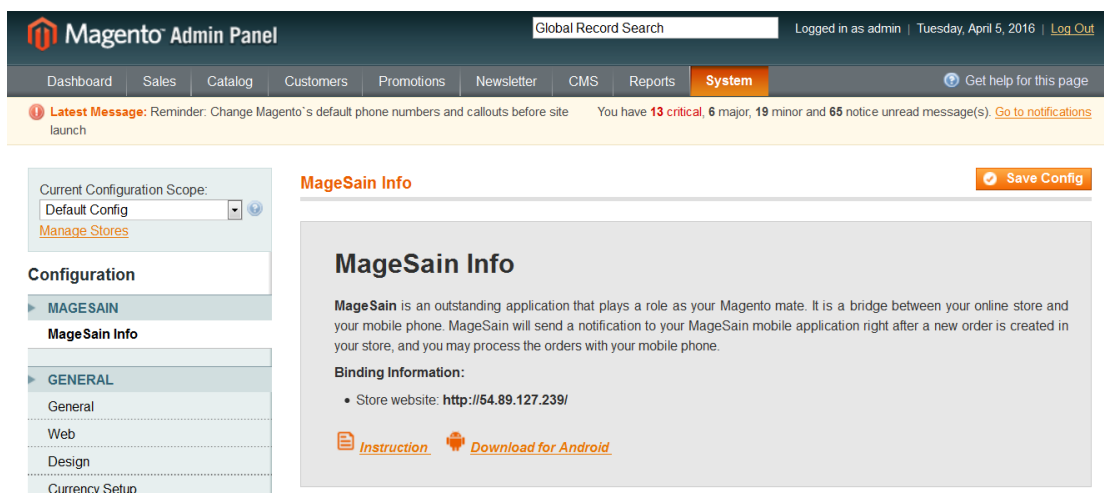 Magento Admin Panel
Global Record Search
Logged in as admin | Tuesday, April 5, 2016 | Log Out
Dashboard Sales Catalog Customers Promotions Newsletter CMS Reports System Get help for this page
Latest Message: Reminder: Change Magento`s default phone numbers and callouts before site launch
You have 13 critical, 6 major, 19 minor and 65 notice unread message(s). Go to notifications
Current Configuration Scope:
Default Config
Manage Stores
Configuration
MAGESAIN
MageSain Info
GENERAL
General
Web
Design
Currency Setup
MageSain Info
Save Config
MageSain Info
MageSain is an outstanding application that plays a role as your Magento mate. It is a bridge between your online store and
your mobile phone. MageSain will send a notification to your MageSain mobile application right after a new order is created in
your store, and you may process the orders with your mobile phone.
Binding Information:
• Store website: http://54.89.127.239/
Instruction Download for Android